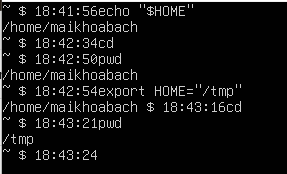 ~ $ 18:41:56echo "$HOME"
/home/maikhoabach
~ $ 18:42:34cd
~ $ 18:42:50pwd
/home/maikhoabach
~ $ 18:42:54export HOME="/tmp"
/home/maikhoabach $ 18:43:16cd
~ $ 18:43:21pwd
/tmp
~ $ 18:43:24